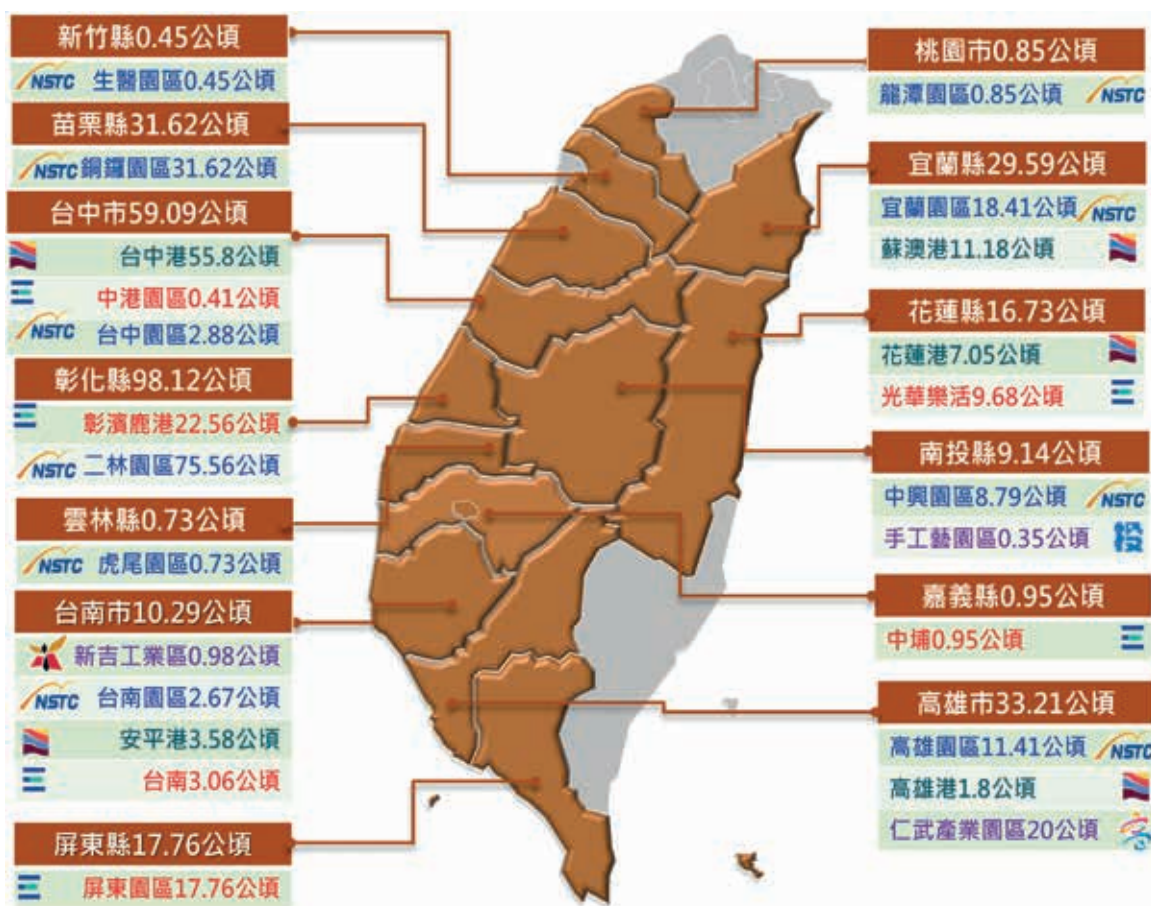 新竹縣0.45公頃
NSTC 生醫園區0.45公頃
苗栗縣31.62公頃
NSTC 銅鑼園區31.62公頃
台中市59.09公頃
台中港55.8公頃
中港園區0.41公頃
NSTC 台中園區2.88公頃
彰化縣98.12公頃
彰濱鹿港22.56公頃
NSTC 二林園區75.56公頃
雲林縣0.73公頃
NSTC 虎尾園區0.73公頃
台南市10.29公頃
新吉工業區0.98公頃
NSTC 台南園區2.67公頃
安平港3.58公頃
台南3.06公頃
屏東縣17.76公頃
屏東園區17.76公頃
桃園市0.85公頃
龍潭園區0.85公頃 NSTC
宜蘭縣29.59公頃
宜蘭園區18.41公頃 NSTC
蘇澳港11.18公頃
花蓮縣16.73公頃
花蓮港7.05公頃
光華樂活9.68公頃
南投縣9.14公頃
中興園區8.79公頃 NSTC
手工藝園區0.35公頃 投
嘉義縣0.95公頃
中埔0.95公頃
高雄市33.21公頃
高雄園區11.41公頃 NSTC
高雄港1.8公頃
仁武產業園區20公頃